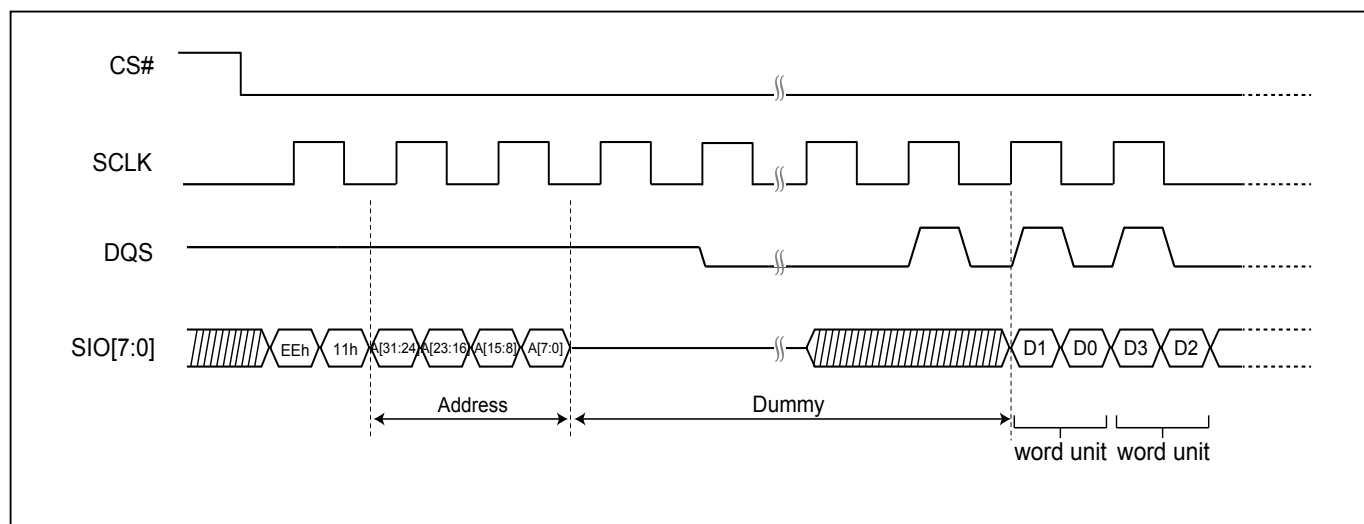 CS#
SCLK
DQS
SIO[7:0]
EEh 11h A[31:24] A[23:16] A[15:8] A[7:0] D1 D0 D3 D2
Address Dummy
word unit word unit